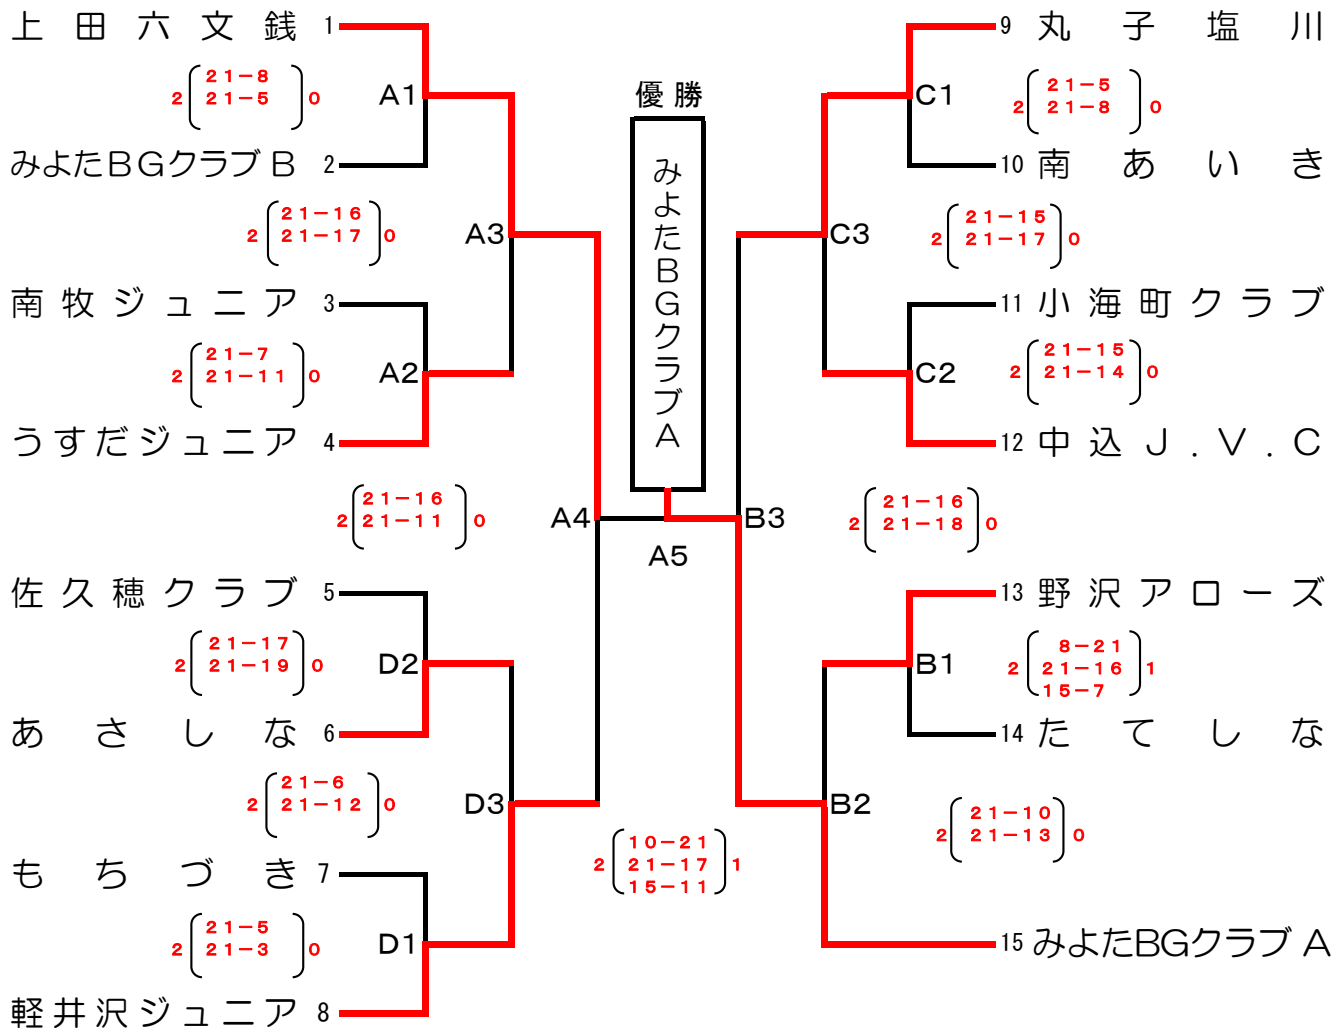 上田六文銭 1
2 21-8 0
21-5
A1
みよたBGクラブB 2
2 21-16 0
21-17
A3
南牧ジュニア 3
2 21-7 0
21-11
A2
うすだジュニア 4
2 21-16 0
21-11
A4
佐久穂クラブ 5
2 21-17 0
21-19
D2
あさしな 6
2 21-6 0
21-12
D3
もちづき 7
2 21-5 0
21-3
D1
軽井沢ジュニア 8
優勝
みよたBGクラブA
A5
10-21
2 21-17 1
15-11
9 丸子塩川
2 21-5 0
21-8
C1
10 南あいき
2 21-15 0
21-17
C3
11 小海町クラブ
2 21-15 0
21-14
C2
12 中込J.V.C
2 21-16 0
21-18
B3
13 野沢アローズ
8-21
2 21-16 1
15-7
B1
14 たてしな
2 21-10 0
21-13
B2
15 みよたBGクラブA